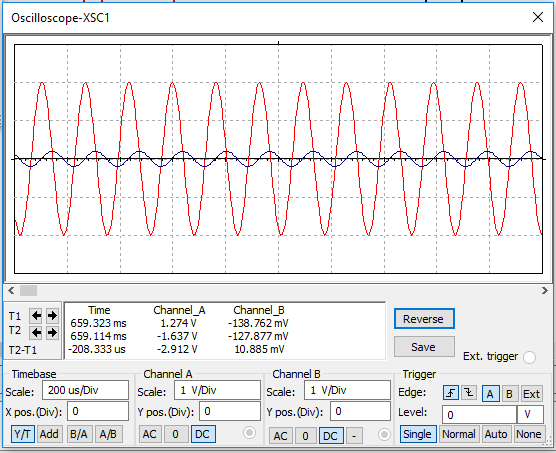 Oscilloscope-XSC1
Time Channel_A Channel_B
T1 659.323 ms 1.274 V -138.762 mV
T2 659.114 ms -1.637 V -127.877 mV
T2-T1 -208.333 us -2.912 V 10.885 mV
Reverse
Save
Ext. trigger
Timebase
Scale: 200 us/Div
X pos.(Div): 0
Y/T Add B/A A/B
Channel A
Scale: 1 V/Div
Y pos.(Div): 0
AC 0 DC
Channel B
Scale: 1 V/Div
Y pos.(Div): 0
AC 0 DC -
Trigger
Edge: A B Ext
Level: 0 V
Single Normal Auto None